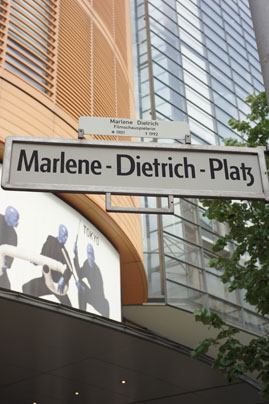 Marlene Dietrich
Filmschauspielerin
* 1901 † 1992
Marlene-Dietrich-Platz
TOKYO